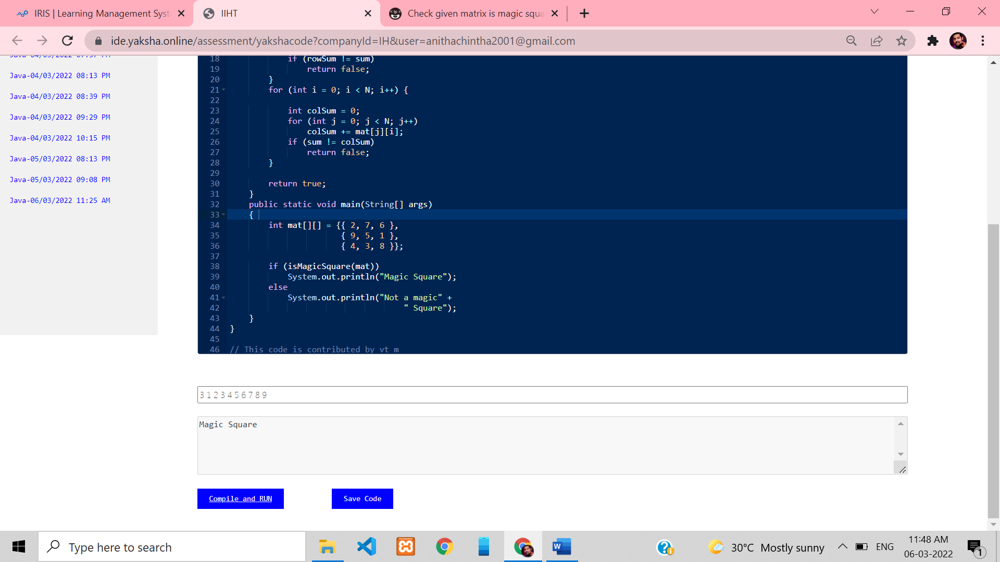 IRIS | Learning Management Syst
IIHT
Check given matrix is magic squa
ide.yaksha.online/assessment/yakshacode?companyId=IH&user=anithachintha2001@gmail.com
Java-04/03/2022 07:57 PM
Java-04/03/2022 08:13 PM
Java-04/03/2022 08:39 PM
Java-04/03/2022 09:29 PM
Java-04/03/2022 10:15 PM
Java-05/03/2022 08:13 PM
Java-05/03/2022 09:08 PM
Java-06/03/2022 11:25 AM
18 if (rowSum != sum)
19 return false;
20 }
21 for (int i = 0; i < N; i++) {
22
23 int colSum = 0;
24 for (int j = 0; j < N; j++)
25 colSum += mat[j][i];
26 if (sum != colSum)
27 return false;
28 }
29
30 return true;
31 }
32 public static void main(String[] args)
33 {
34 int mat[][] = {{ 2, 7, 6 },
35 { 9, 5, 1 },
36 { 4, 3, 8 }};
37
38 if (isMagicSquare(mat))
39 System.out.println("Magic Square");
40 else
41 System.out.println("Not a magic" +
42 " Square");
43 }
44 }
45
46 // This code is contributed by vt m
3 1 2 3 4 5 6 7 8 9
Magic Square
Compile and RUN
Save Code
Type here to search
30°C Mostly sunny
ENG
11:48 AM
06-03-2022
1